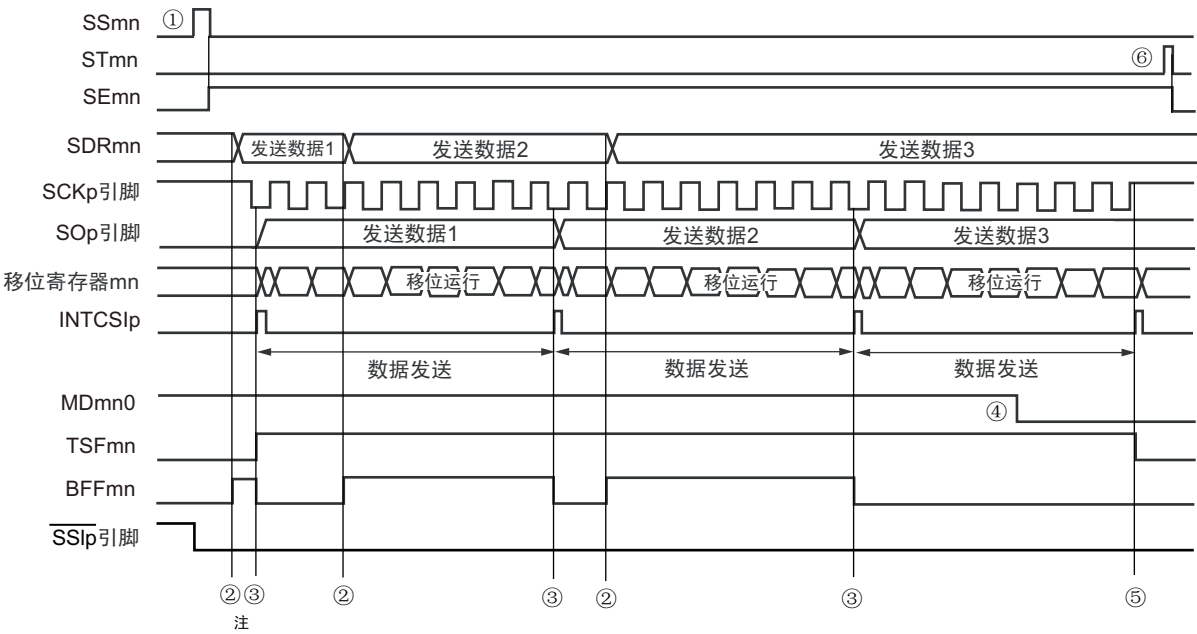 SSmn ①
STmn ⑥
SEmn
SDRmn 发送数据1 发送数据2 发送数据3
SCKp引脚
SOp引脚 发送数据1 发送数据2 发送数据3
移位寄存器mn 移位运行 移位运行 移位运行
INTCSIp
数据发送 数据发送 数据发送
MDmn0 ④
TSFmn
BFFmn
SSIp引脚
② ③ ② ③ ② ③ ⑤
注